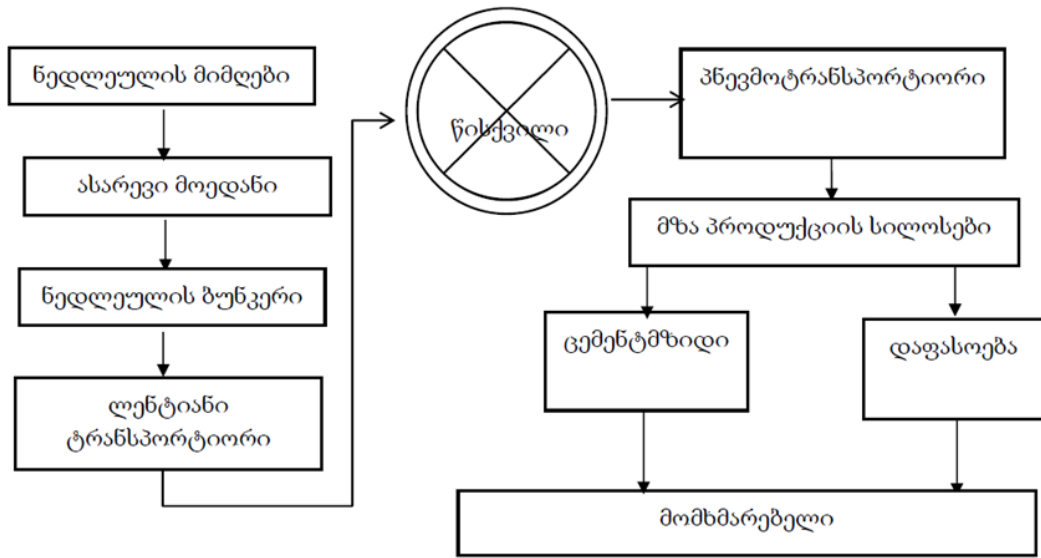 ნედლეულის მიმღები
ასარევი მოედანი
ნედლეულის ბუნკერი
ლენტიანი
ტრანსპორტიორი
წისქვილი
პნევმოტრანსპორტიორი
მზა პროდუქციის სილოსები
ცემენტმზიდი
დაფასოება
მომხმარებელი